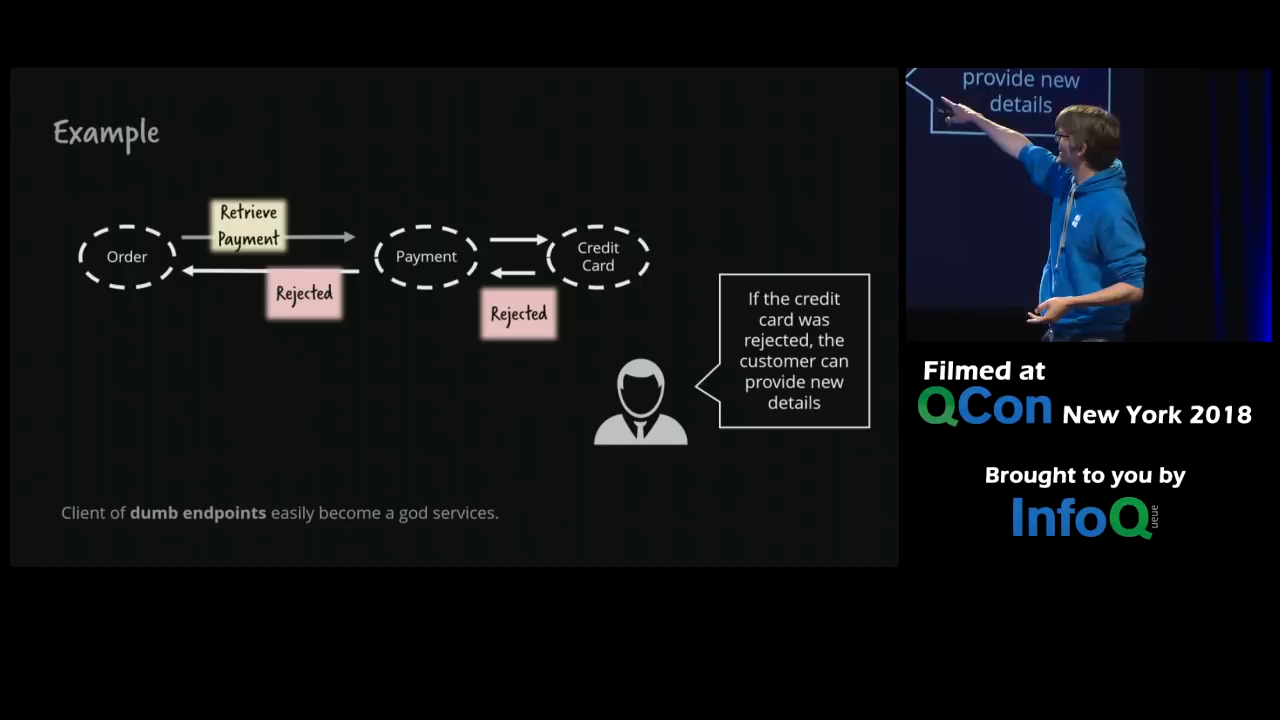 Example
Retrieve
Payment
Order
Payment
Credit
Card
Rejected
Rejected
If the credit
card was
rejected, the
customer can
provide new
details
Client of dumb endpoints easily become a god services.
provide new
details
Filmed at
QCon New York 2018
Brought to you by
InfoQ
ueue